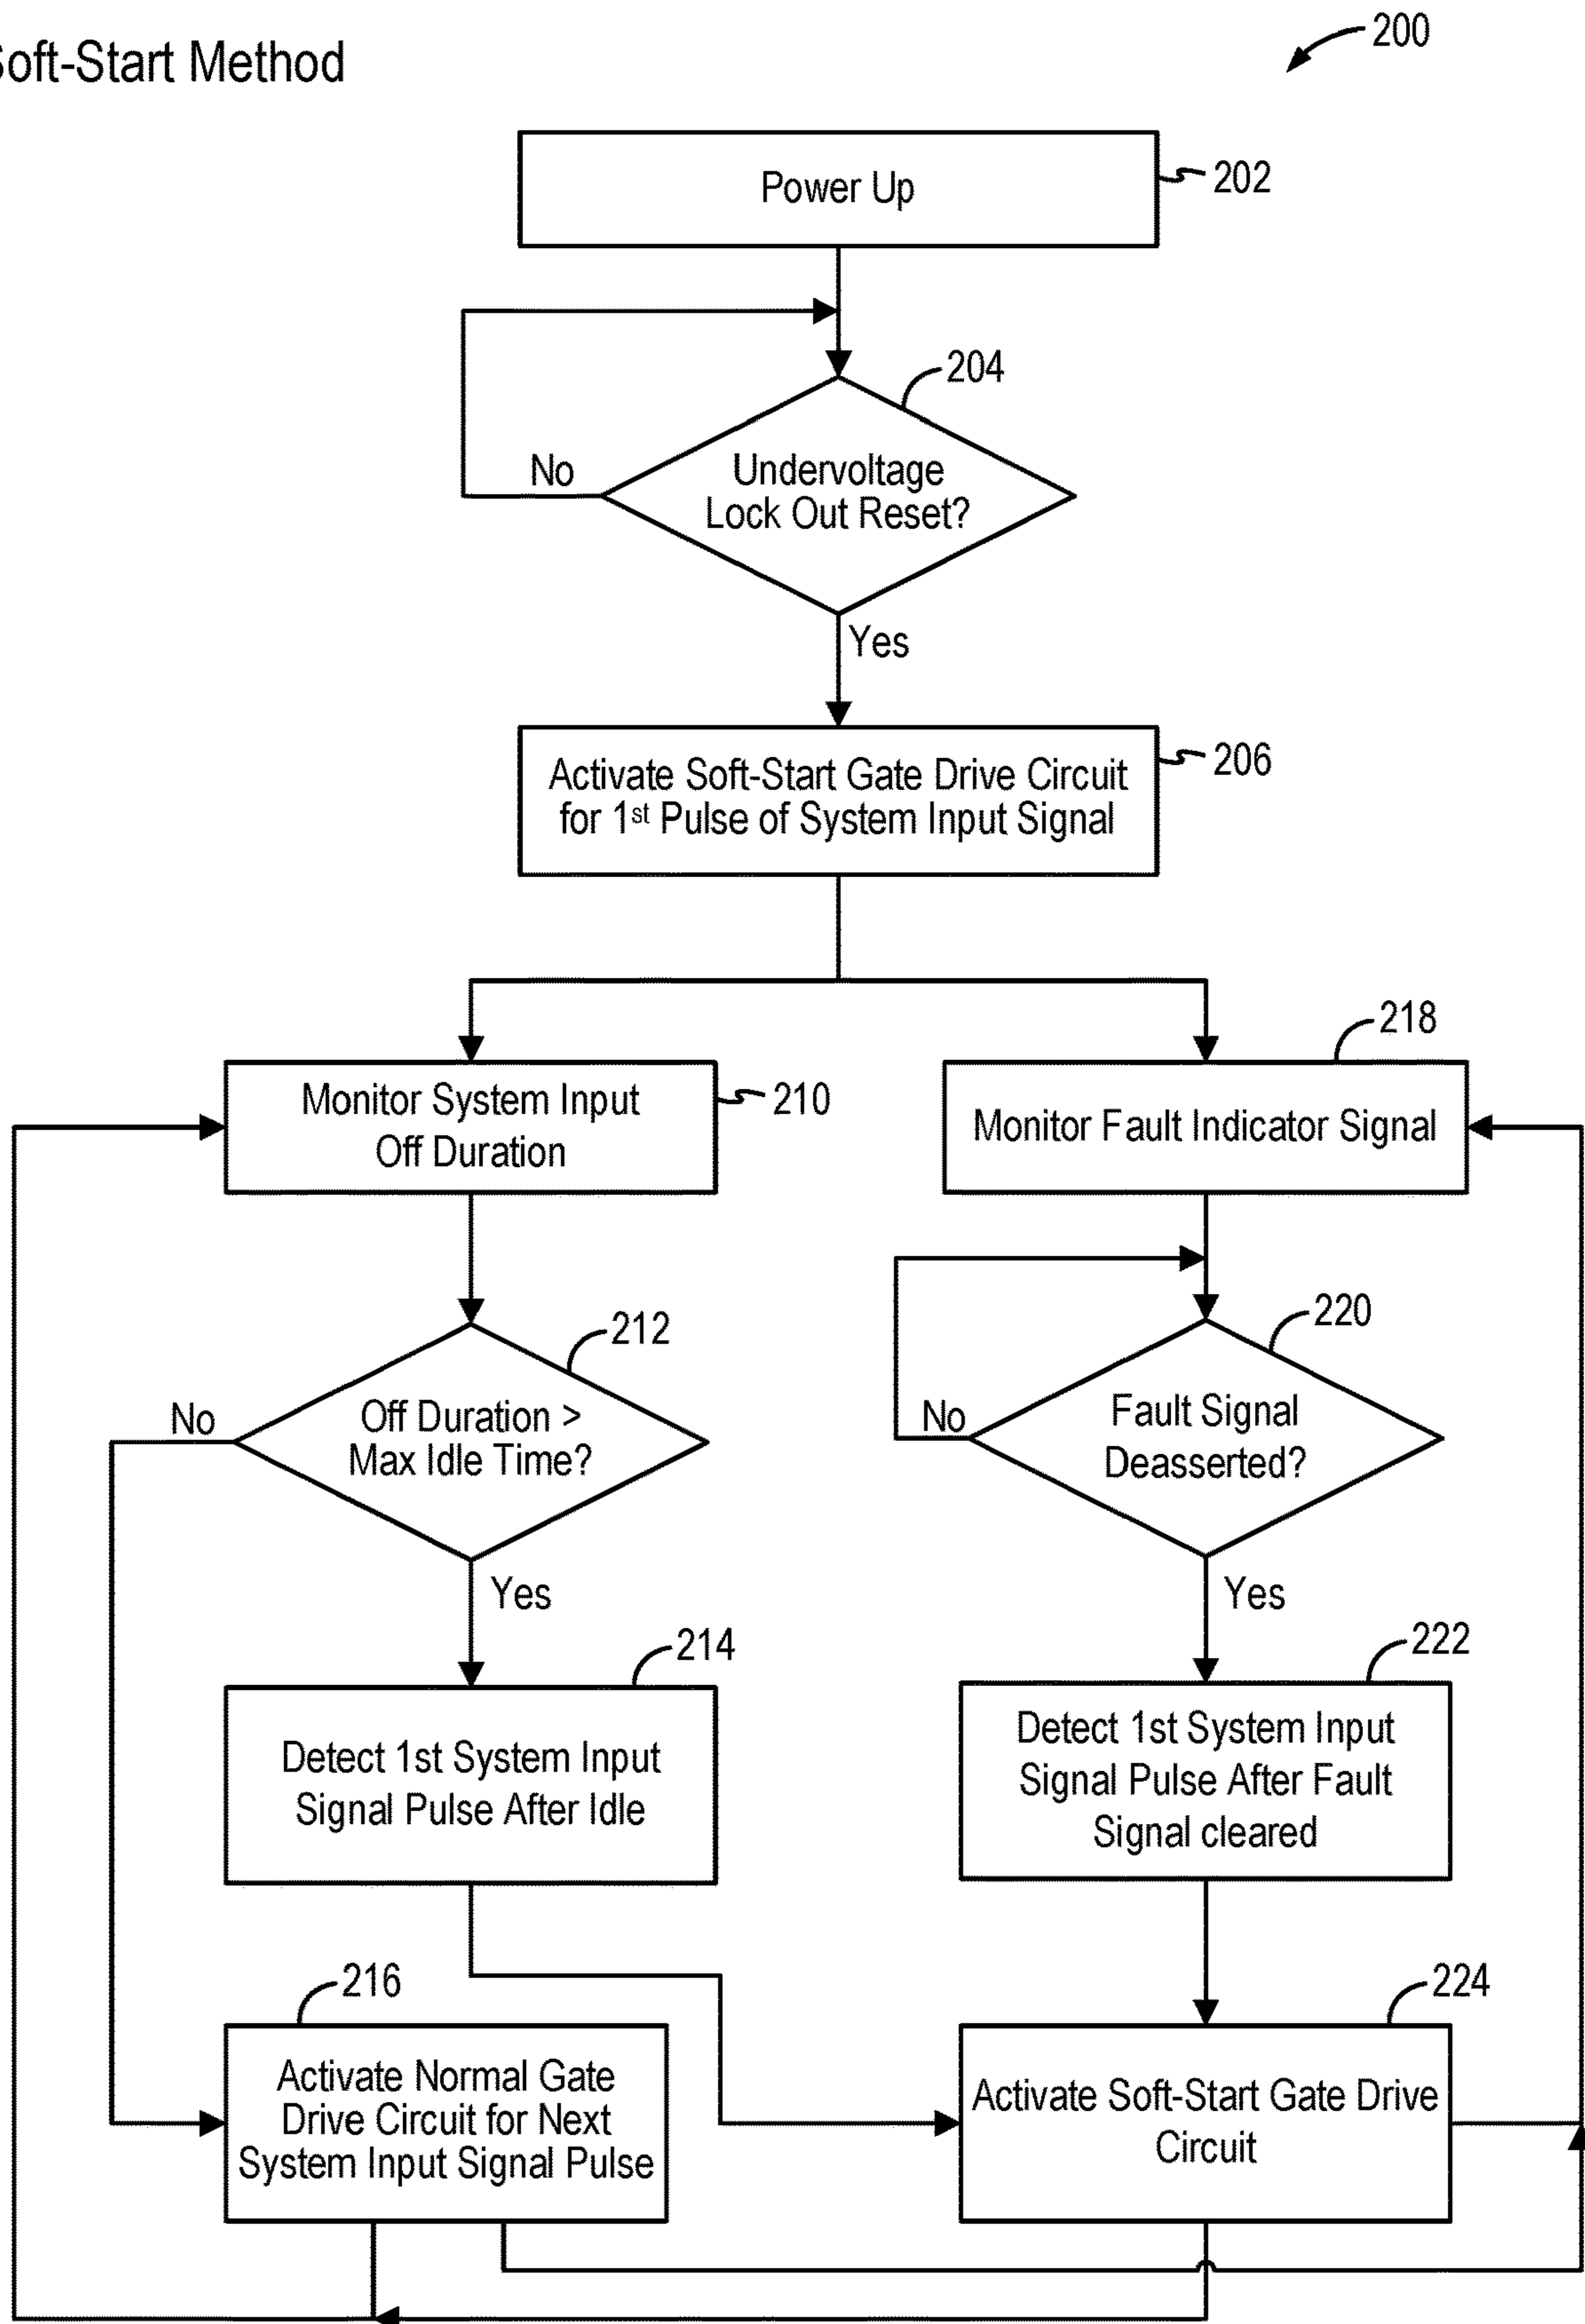 oft-Start Method
200
Power Up
202
204
No
Undervoltage
Lock Out Reset?
Yes
Activate Soft-Start Gate Drive Circuit
for 1st Pulse of System Input Signal
206
218
Monitor System Input
Off Duration
210
Monitor Fault Indicator Signal
212
220
No
Off Duration >
Max Idle Time?
No
Fault Signal
Deasserted?
Yes
Yes
214
222
Detect 1st System Input
Signal Pulse After Idle
Detect 1st System Input
Signal Pulse After Fault
Signal cleared
216
224
Activate Normal Gate
Drive Circuit for Next
System Input Signal Pulse
Activate Soft-Start Gate Drive
Circuit